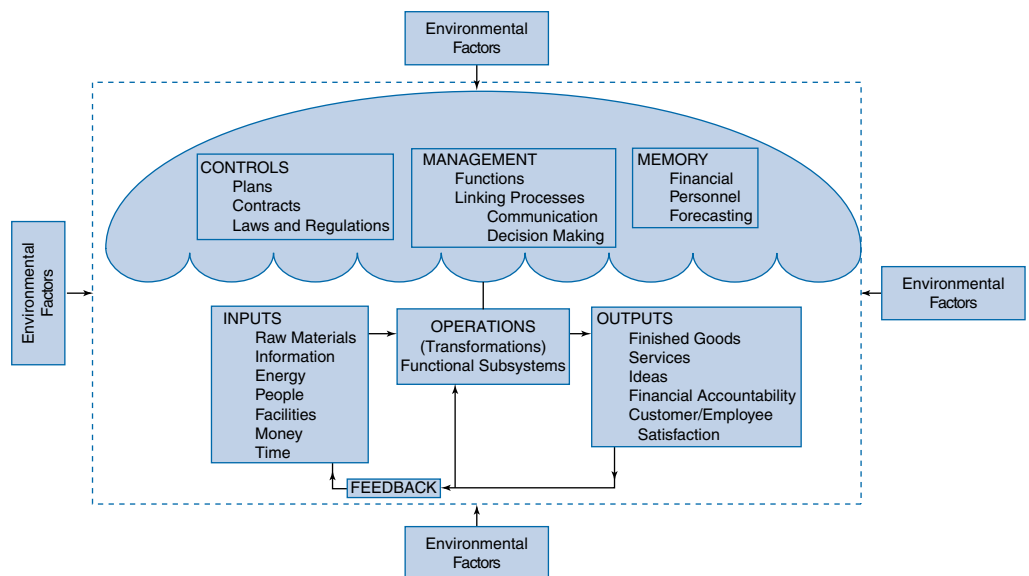 Environmental
Factors
CONTROLS
Plans
Contracts
Laws and Regulations
MANAGEMENT
Functions
Linking Processes
Communication
Decision Making
MEMORY
Financial
Personnel
Forecasting
Environmental
Factors
Environmental
Factors
INPUTS
Raw Materials
Information
Energy
People
Facilities
Money
Time
OPERATIONS
(Transformations)
Functional Subsystems
OUTPUTS
Finished Goods
Services
Ideas
Financial Accountability
Customer/Employee
Satisfaction
FEEDBACK
Environmental
Factors